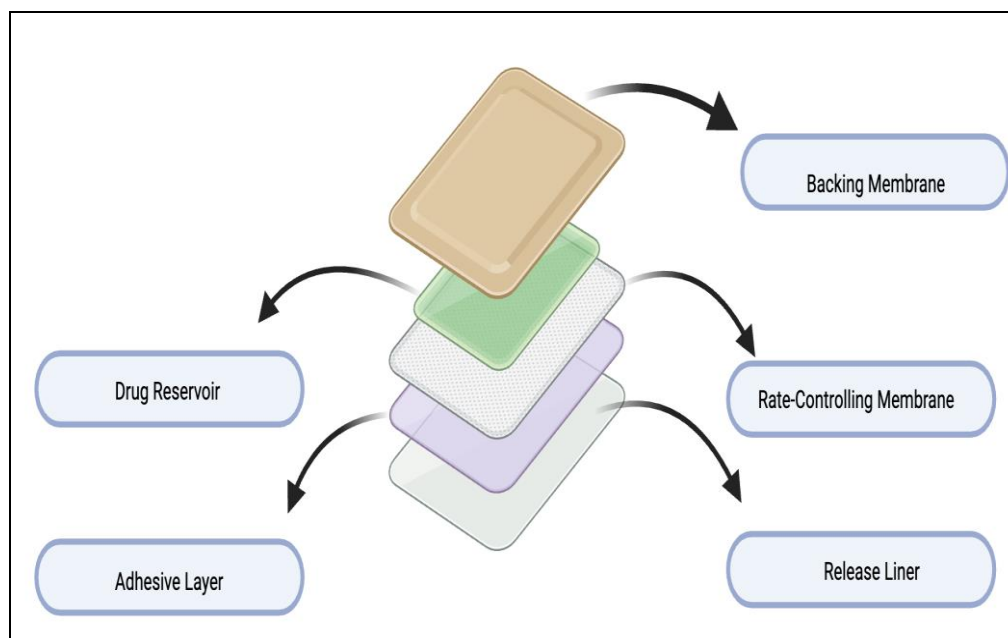 Backing Membrane
Drug Reservoir
Rate-Controlling Membrane
Adhesive Layer
Release Liner